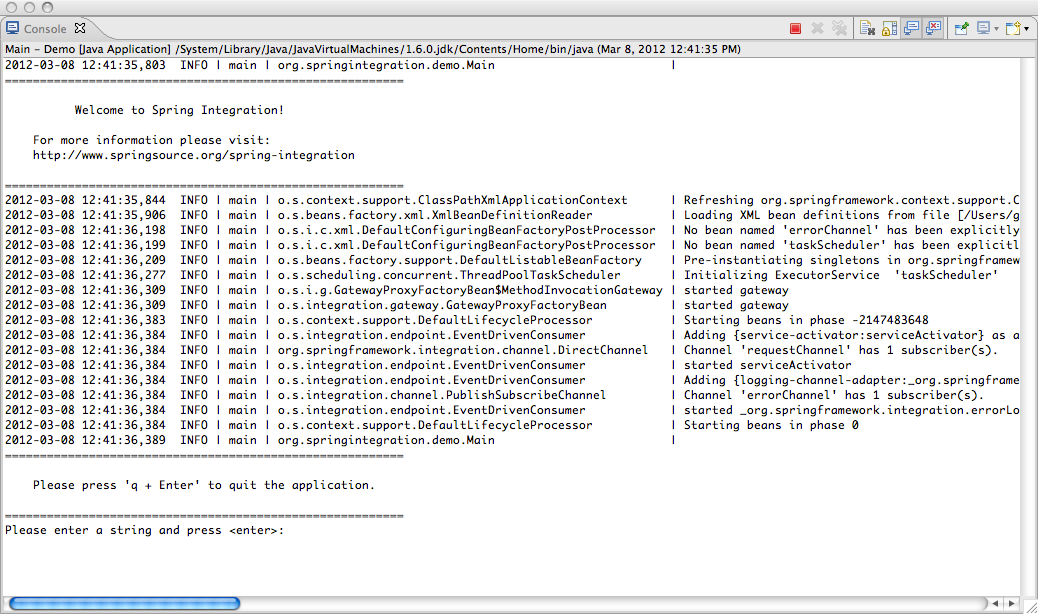 Console
Main - Demo [Java Application] /System/Library/Java/JavaVirtualMachines/1.6.0.jdk/Contents/Home/bin/java (Mar 8, 2012 12:41:35 PM)
2012-03-08 12:41:35,803  INFO | main | org.springintegration.demo.Main                         |
=========================================================
          Welcome to Spring Integration!
    For more information please visit:
    http://www.springsource.org/spring-integration
=========================================================
2012-03-08 12:41:35,844  INFO | main | o.s.context.support.ClassPathXmlApplicationContext      | Refreshing org.springframework.context.support.C
2012-03-08 12:41:35,906  INFO | main | o.s.beans.factory.xml.XmlBeanDefinitionReader           | Loading XML bean definitions from file [/Users/g
2012-03-08 12:41:36,198  INFO | main | o.s.i.c.xml.DefaultConfiguringBeanFactoryPostProcessor  | No bean named 'errorChannel' has been explicitly
2012-03-08 12:41:36,199  INFO | main | o.s.i.c.xml.DefaultConfiguringBeanFactoryPostProcessor  | No bean named 'taskScheduler' has been explicitl
2012-03-08 12:41:36,209  INFO | main | o.s.beans.factory.support.DefaultListableBeanFactory    | Pre-instantiating singletons in org.springframew
2012-03-08 12:41:36,277  INFO | main | o.s.scheduling.concurrent.ThreadPoolTaskScheduler       | Initializing ExecutorService  'taskScheduler'
2012-03-08 12:41:36,309  INFO | main | o.s.i.g.GatewayProxyFactoryBean$MethodInvocationGateway | started gateway
2012-03-08 12:41:36,309  INFO | main | o.s.integration.gateway.GatewayProxyFactoryBean         | started gateway
2012-03-08 12:41:36,383  INFO | main | o.s.context.support.DefaultLifecycleProcessor           | Starting beans in phase -2147483648
2012-03-08 12:41:36,384  INFO | main | o.s.integration.endpoint.EventDrivenConsumer            | Adding {service-activator:serviceActivator} as a
2012-03-08 12:41:36,384  INFO | main | org.springframework.integration.channel.DirectChannel   | Channel 'requestChannel' has 1 subscriber(s).
2012-03-08 12:41:36,384  INFO | main | o.s.integration.endpoint.EventDrivenConsumer            | started serviceActivator
2012-03-08 12:41:36,384  INFO | main | o.s.integration.endpoint.EventDrivenConsumer            | Adding {logging-channel-adapter:_org.springframe
2012-03-08 12:41:36,384  INFO | main | o.s.integration.channel.PublishSubscribeChannel         | Channel 'errorChannel' has 1 subscriber(s).
2012-03-08 12:41:36,384  INFO | main | o.s.integration.endpoint.EventDrivenConsumer            | started _org.springframework.integration.errorLo
2012-03-08 12:41:36,384  INFO | main | o.s.context.support.DefaultLifecycleProcessor           | Starting beans in phase 0
2012-03-08 12:41:36,389  INFO | main | org.springintegration.demo.Main                         |
=========================================================
    Please press 'q + Enter' to quit the application.
=========================================================
Please enter a string and press <enter>: